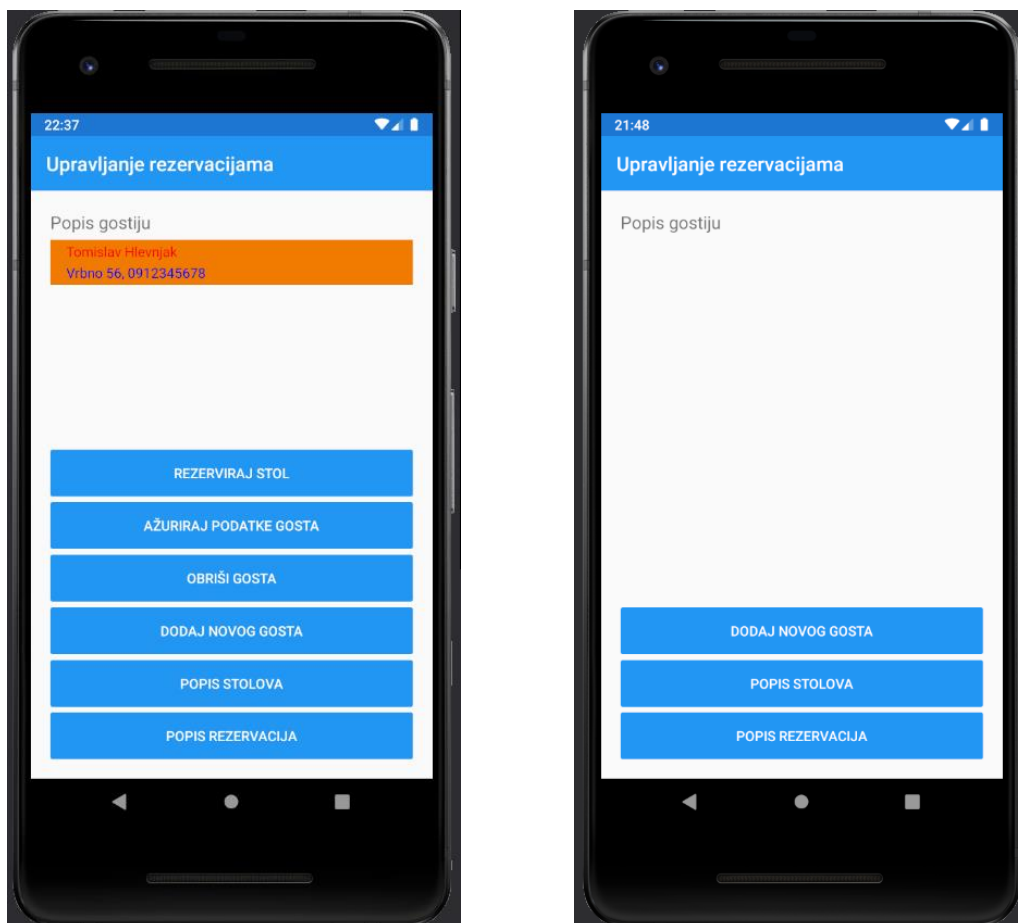 22:37
Upravljanje rezervacijama
Popis gostiju
Tomislav Hlevnjak
Vrbno 56, 0912345678
REZERVIRAJ STOL
AŽURIRAJ PODATKE GOSTA
OBRIŠI GOSTA
DODAJ NOVOG GOSTA
POPIS STOLOVA
POPIS REZERVACIJA
21:48
Upravljanje rezervacijama
Popis gostiju
DODAJ NOVOG GOSTA
POPIS STOLOVA
POPIS REZERVACIJA